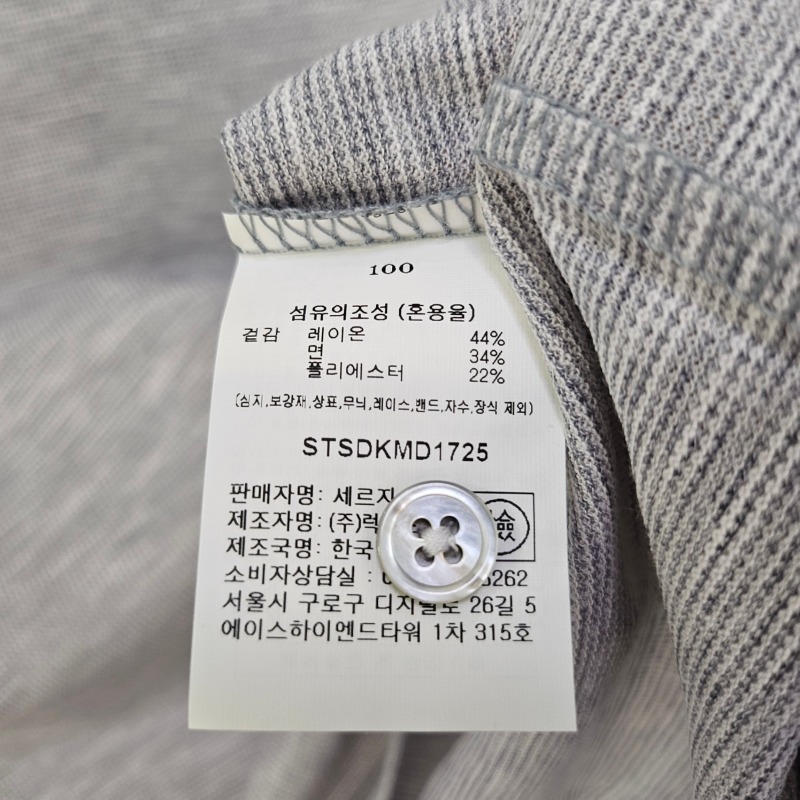 100
섬유의조성 (혼용율)
겉감 레이온 44%
면 34%
폴리에스터 22%
(심지,보강재,상표,무늬,레이스,밴드,자수,장식 제외)
STSDKMD1725
판매자명: 세르지
제조자명: (주)럭
제조국명: 한국
소비자상담실 : 6262
서울시 구로구 디지털로 26길 5
에이스하이엔드타워 1차 315호